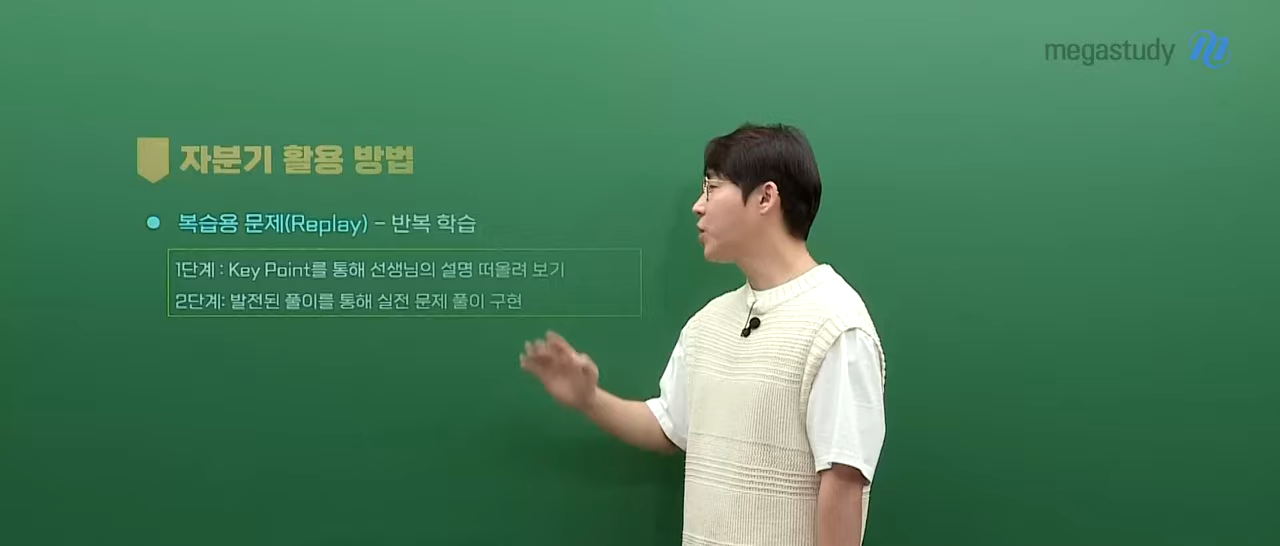 megastudy
자분기 활용 방법
복습용 문제(Replay) - 반복 학습
1단계 : Key Point를 통해 선생님의 설명 떠올려 보기
2단계: 발전된 풀이를 통해 실전 문제 풀이 구현